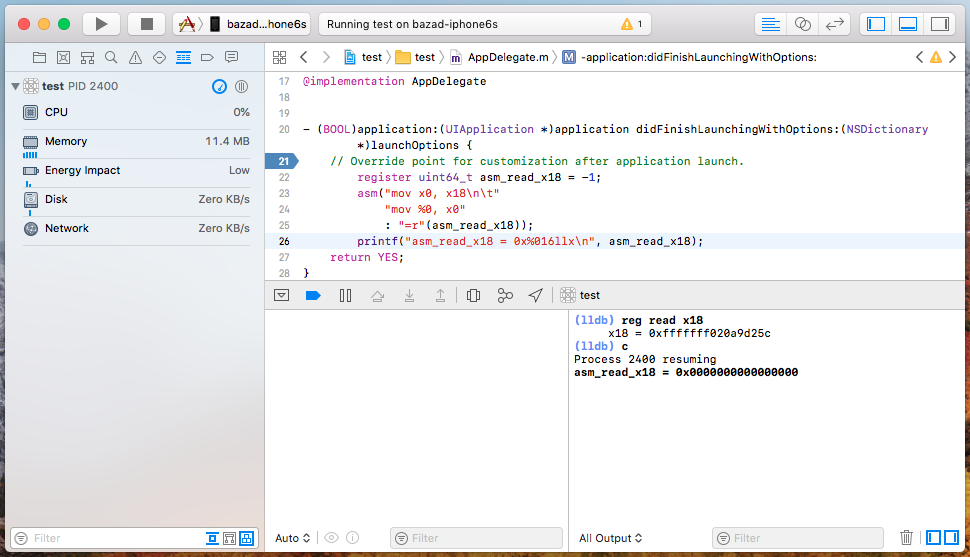 bazad...hone6s
Running test on bazad-iphone6s
1
test PID 2400
CPU 0%
Memory 11.4 MB
Energy Impact Low
Disk Zero KB/s
Network Zero KB/s
Filter
test test AppDelegate.m M -application:didFinishLaunchingWithOptions:
17 @implementation AppDelegate
18
19
20 - (BOOL)application:(UIApplication *)application didFinishLaunchingWithOptions:(NSDictionary
*)launchOptions {
21 // Override point for customization after application launch.
22 register uint64_t asm_read_x18 = -1;
23 asm("mov x0, x18\n\t"
24 "mov %0, x0"
25 : "=r"(asm_read_x18));
26 printf("asm_read_x18 = 0x%016llx\n", asm_read_x18);
27 return YES;
28 }
test
(lldb) reg read x18
x18 = 0xfffffff020a9d25c
(lldb) c
Process 2400 resuming
asm_read_x18 = 0x0000000000000000
Auto
Filter
All Output
Filter